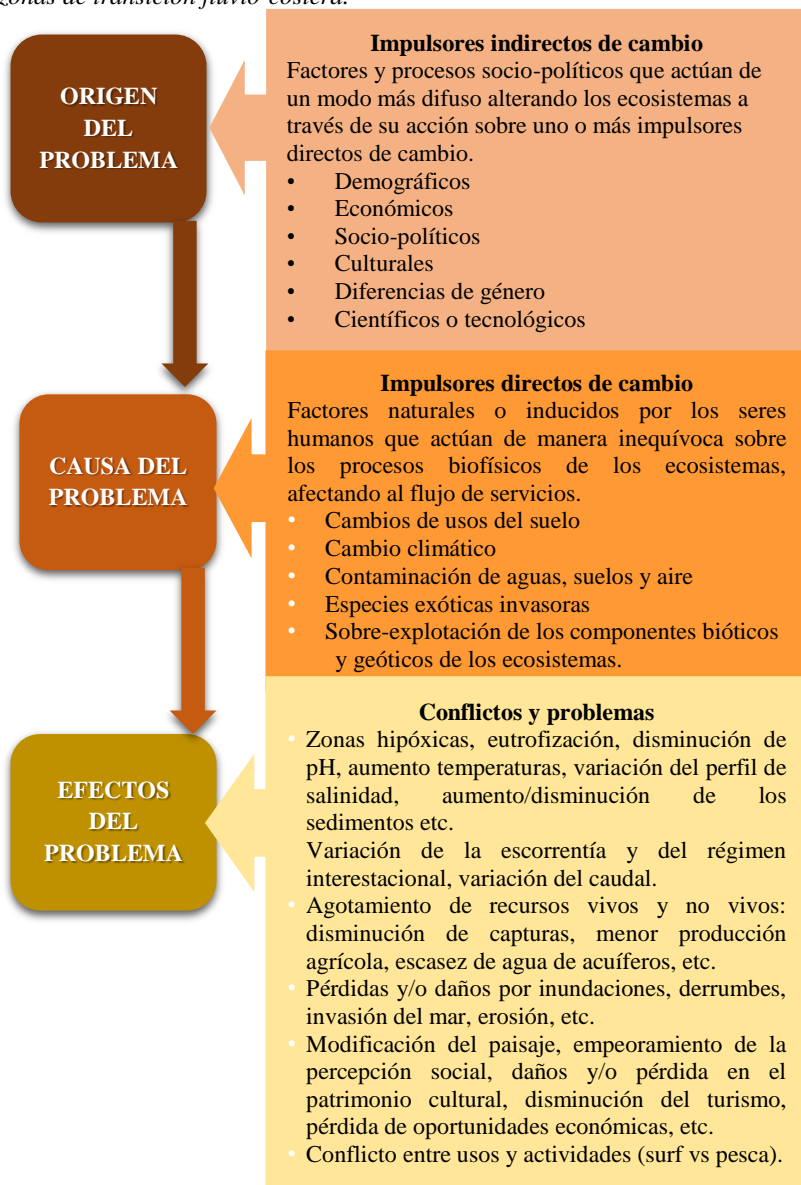 Zonas de transición fluvio-costera.
ORIGEN
DEL
PROBLEMA
Impulsores indirectos de cambio
Factores y procesos socio-políticos que actúan de
un modo más difuso alterando los ecosistemas a
través de su acción sobre uno o más impulsores
directos de cambio.
• Demográficos
• Económicos
• Socio-políticos
• Culturales
• Diferencias de género
• Científicos o tecnológicos
CAUSA DEL
PROBLEMA
Impulsores directos de cambio
Factores naturales o inducidos por los seres
humanos que actúan de manera inequívoca sobre
los procesos biofísicos de los ecosistemas,
afectando al flujo de servicios.
• Cambios de usos del suelo
• Cambio climático
• Contaminación de aguas, suelos y aire
• Especies exóticas invasoras
• Sobre-explotación de los componentes bióticos
y geóticos de los ecosistemas.
EFECTOS
DEL
PROBLEMA
Conflictos y problemas
• Zonas hipóxicas, eutrofización, disminución de
pH, aumento temperaturas, variación del perfil de
salinidad, aumento/disminución de los
sedimentos etc.
Variación de la escorrentía y del régimen
interestacional, variación del caudal.
• Agotamiento de recursos vivos y no vivos:
disminución de capturas, menor producción
agrícola, escasez de agua de acuíferos, etc.
• Pérdidas y/o daños por inundaciones, derrumbes,
invasión del mar, erosión, etc.
• Modificación del paisaje, empeoramiento de la
percepción social, daños y/o pérdida en el
patrimonio cultural, disminución del turismo,
pérdida de oportunidades económicas, etc.
• Conflicto entre usos y actividades (surf vs pesca).